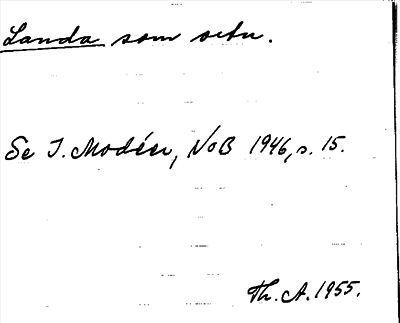 Landa som ortn.
Se I. Modéer, NoB 1946, s. 15.
Th. A. 1955.